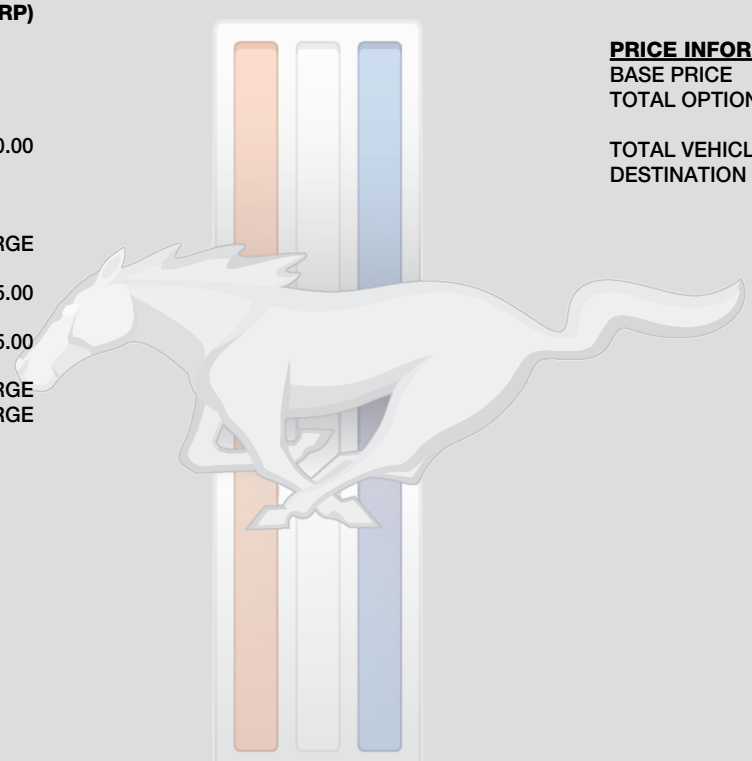 RP)
0.00
RGE
5.00
5.00
RGE
RGE
PRICE INFOR
BASE PRICE
TOTAL OPTION
TOTAL VEHICL
DESTINATION